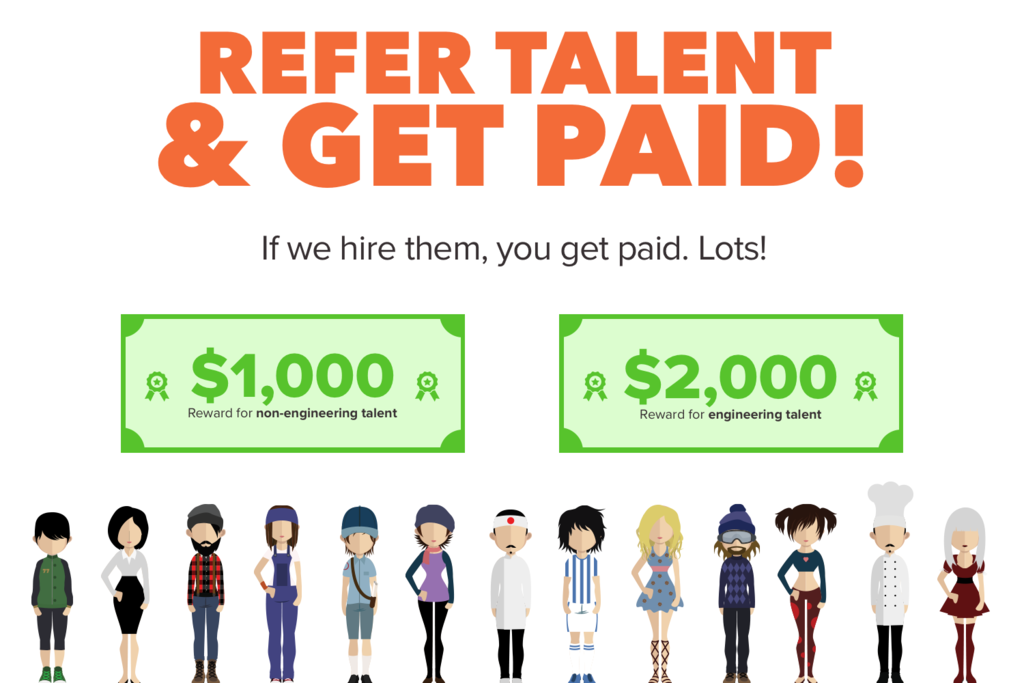 REFER TALENT
& GET PAID!
If we hire them, you get paid. Lots!
$1,000
Reward for non-engineering talent
$2,000
Reward for engineering talent